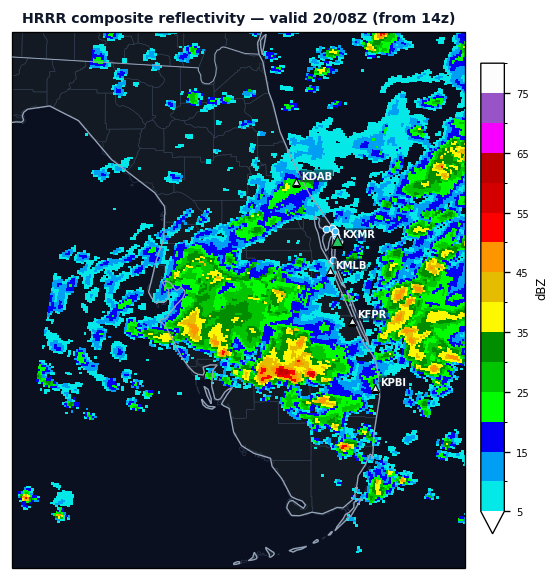 HRRR composite reflectivity — valid 20/08Z (from 14z)
KDAB
KXMR
KMLB
KFPR
KPBI
75
65
55
45
35
25
15
5
dBZ